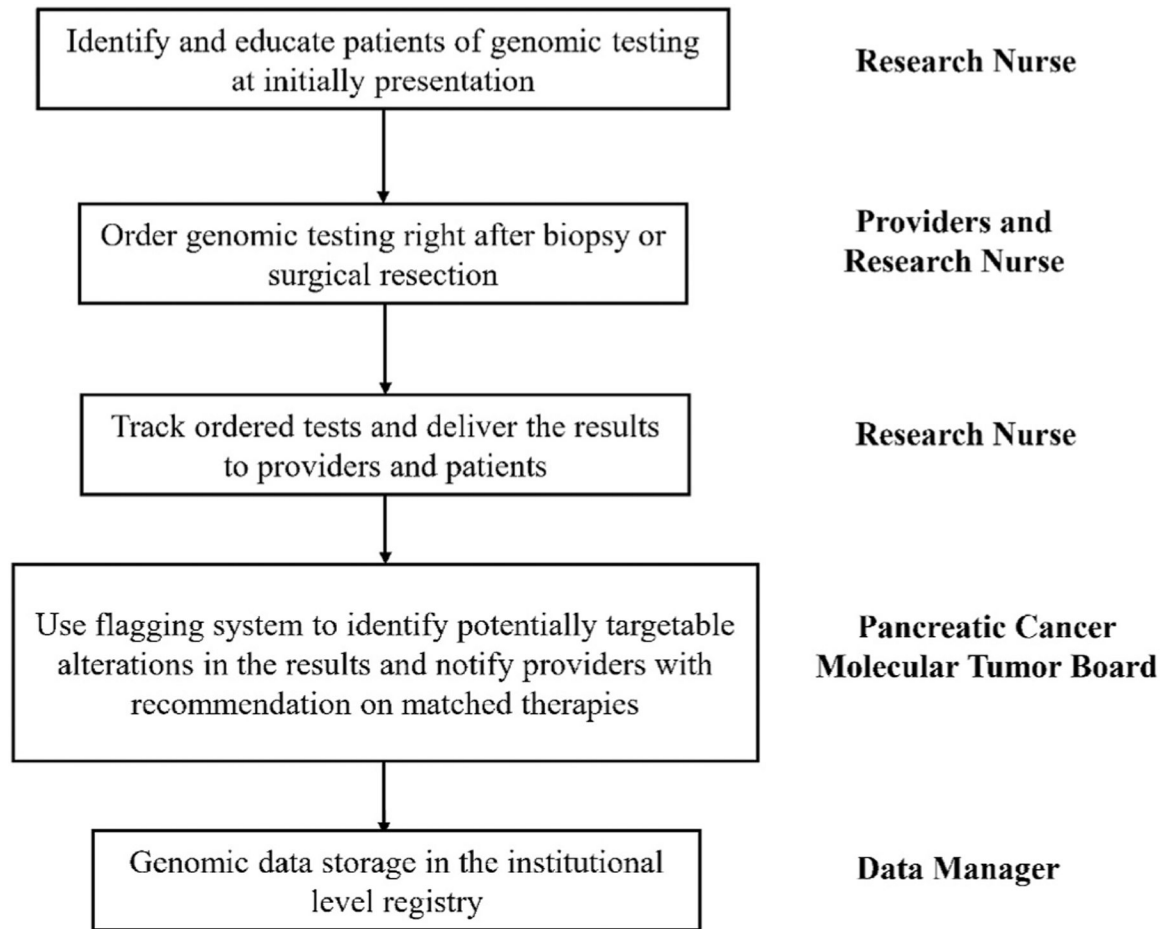 Identify and educate patients of genomic testing
at initially presentation
Research Nurse
Order genomic testing right after biopsy or
surgical resection
Providers and
Research Nurse
Track ordered tests and deliver the results
to providers and patients
Research Nurse
Use flagging system to identify potentially targetable
alterations in the results and notify providers with
recommendation on matched therapies
Pancreatic Cancer
Molecular Tumor Board
Genomic data storage in the institutional
level registry
Data Manager